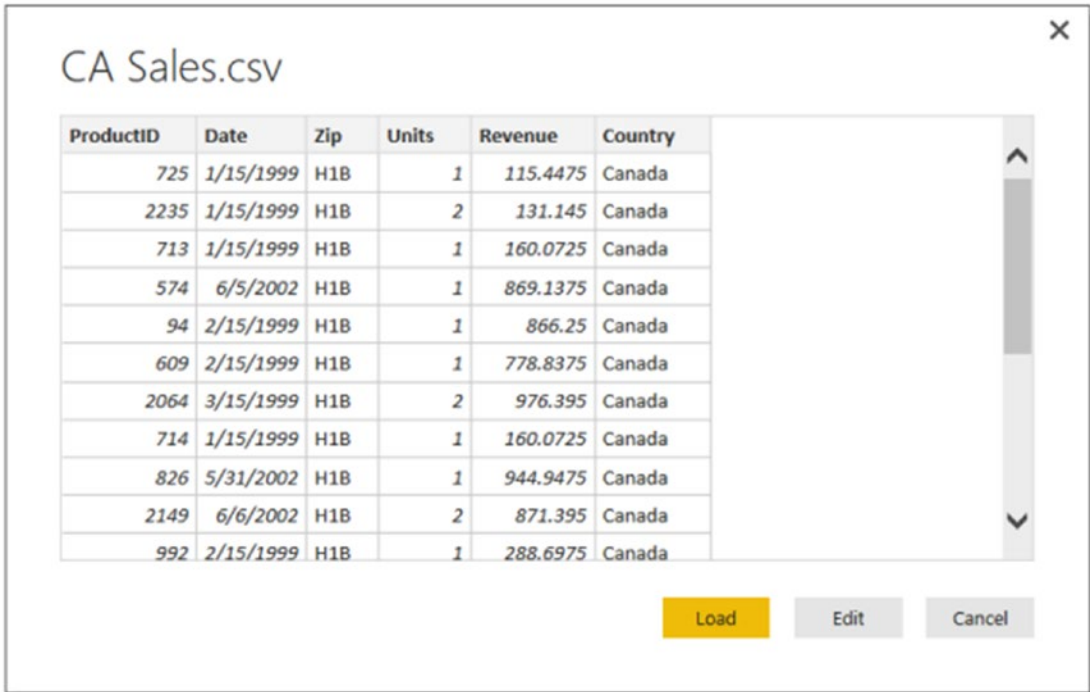 CA Sales.csv
ProductID Date Zip Units Revenue Country
725 1/15/1999 H1B 1 115.4475 Canada
2235 1/15/1999 H1B 2 131.145 Canada
713 1/15/1999 H1B 1 160.0725 Canada
574 6/5/2002 H1B 1 869.1375 Canada
94 2/15/1999 H1B 1 866.25 Canada
609 2/15/1999 H1B 1 778.8375 Canada
2064 3/15/1999 H1B 2 976.395 Canada
714 1/15/1999 H1B 1 160.0725 Canada
826 5/31/2002 H1B 1 944.9475 Canada
2149 6/6/2002 H1B 2 871.395 Canada
992 2/15/1999 H1B 1 288.6975 Canada
Load Edit Cancel